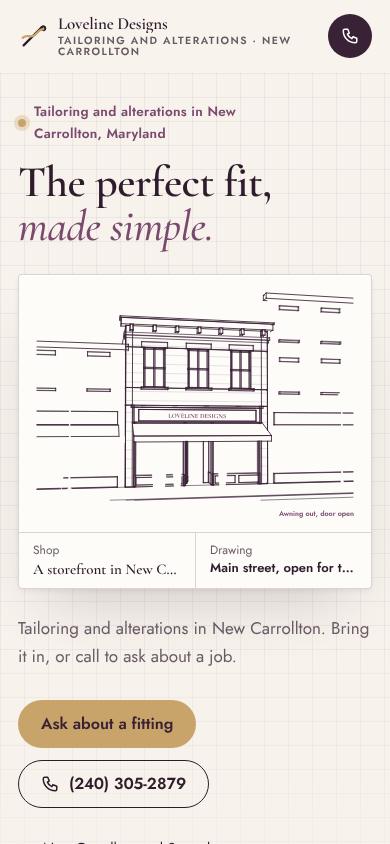 Loveline Designs
TAILORING AND ALTERATIONS · NEW
CARROLLTON
Tailoring and alterations in New
Carrollton, Maryland
The perfect fit,
made simple.
LOVELINE DESIGNS
Awning out, door open
Shop
A storefront in New C...
Drawing
Main street, open for t...
Tailoring and alterations in New Carrollton. Bring
it in, or call to ask about a job.
Ask about a fitting
(240) 305-2879